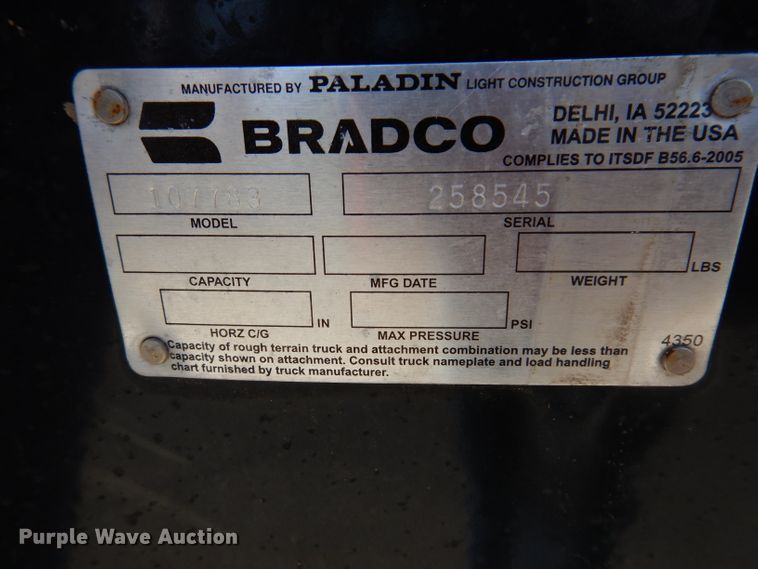 MANUFACTURED BY PALADIN LIGHT CONSTRUCTION GROUP
BRADCO
DELHI, IA 52223
MADE IN THE USA
COMPLIES TO ITSDF B56.6-2005
107783 258545
MODEL SERIAL
LBS
CAPACITY MFG DATE WEIGHT
IN PSI
HORZ C/G MAX PRESSURE
4350
Capacity of rough terrain truck and attachment combination may be less than
capacity shown on attachment. Consult truck nameplate and load handling
chart furnished by truck manufacturer.
Purple Wave Auction